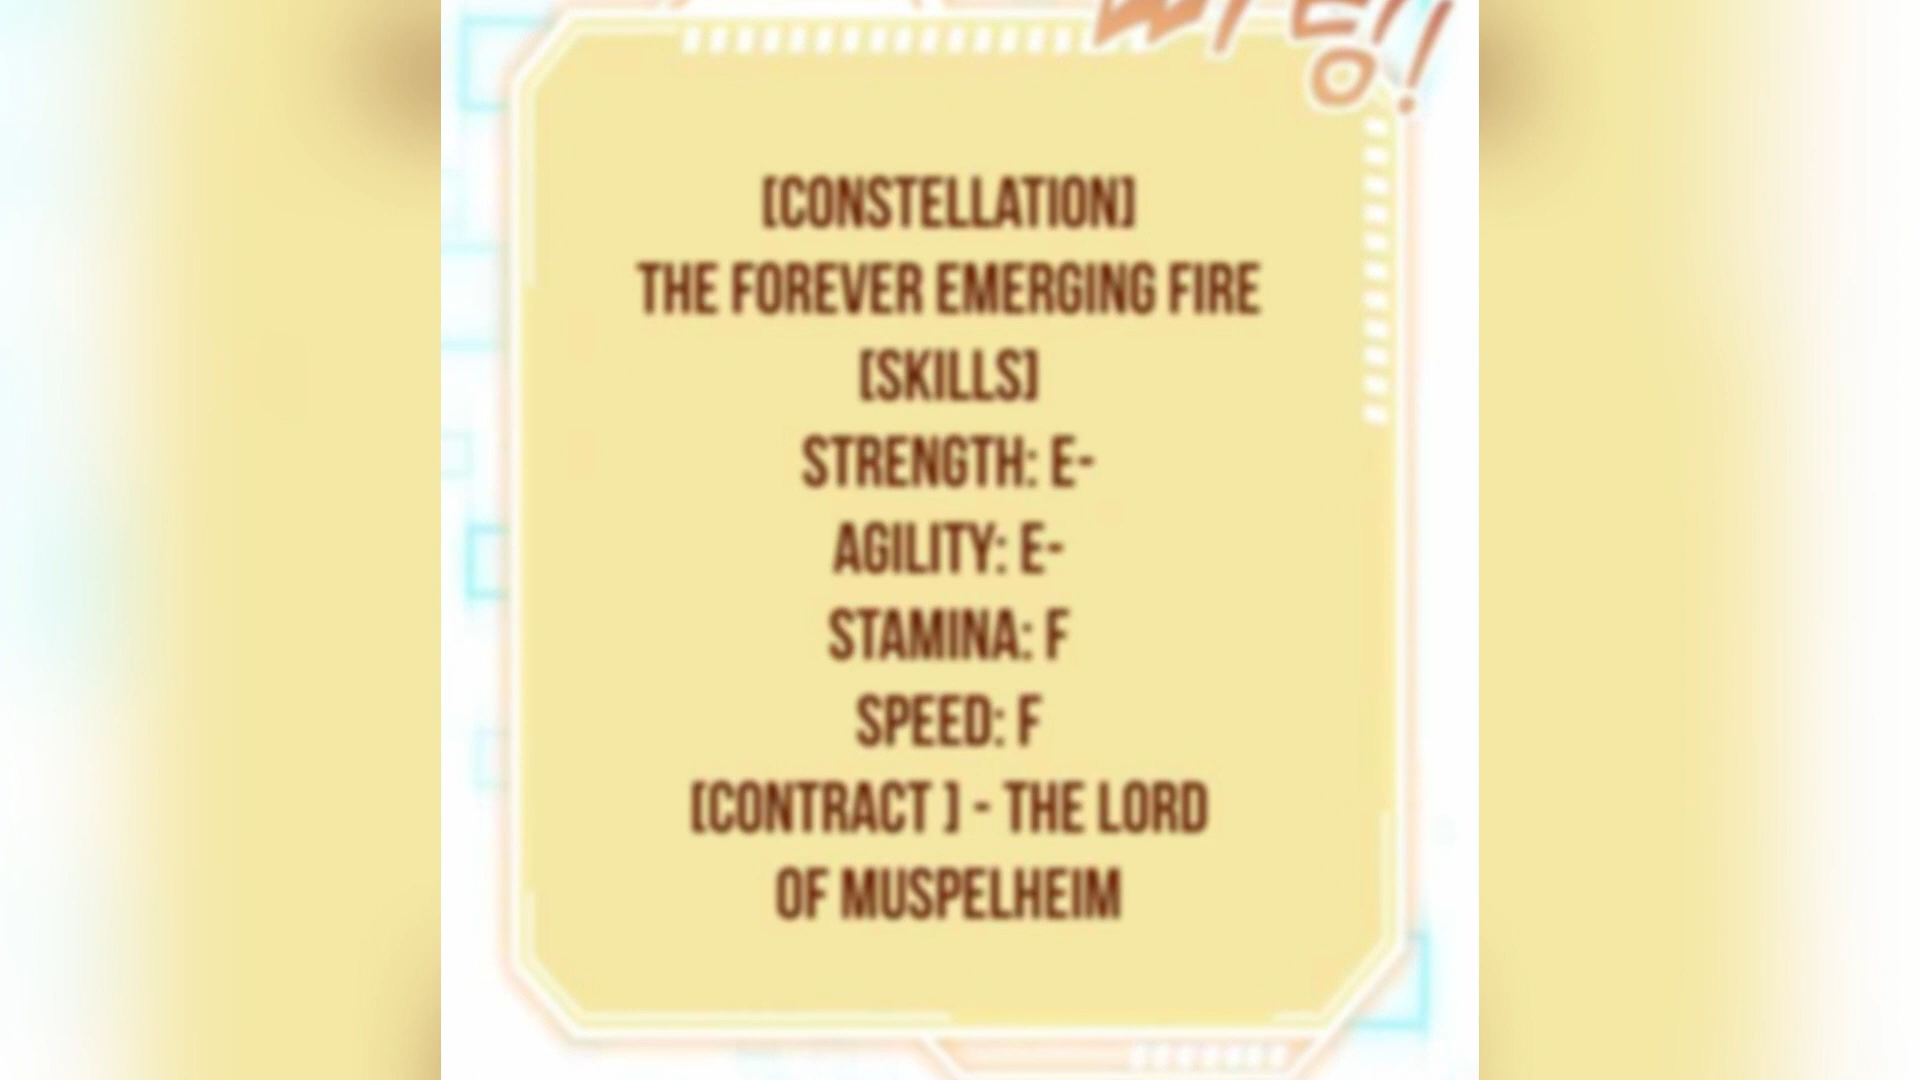 [CONSTELLATION]
THE FOREVER EMERGING FIRE
[SKILLS]
STRENGTH: E-
AGILITY: E-
STAMINA: F
SPEED: F
[CONTRACT ] - THE LORD
OF MUSPELHEIM